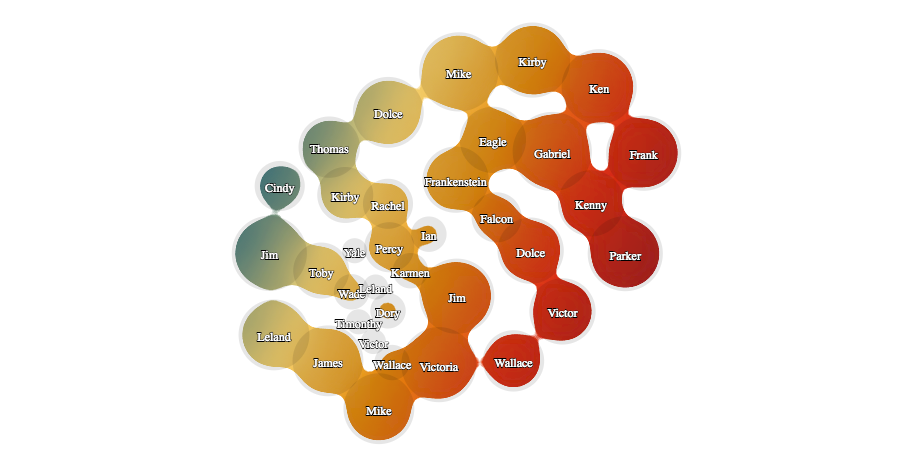 Kirby
Mike
Ken
Dolce
Eagle
Thomas
Gabriel
Frank
Frankenstein
Cindy
Kirby
Rachel
Kenny
Falcon
Ian
Percy
Yale
Dolce
Jim
Parker
Toby
Karmen
Leland
Wade
Jim
Dory
Victor
Timothy
Leland
Victor
James
Wallace
Victoria
Wallace
Mike